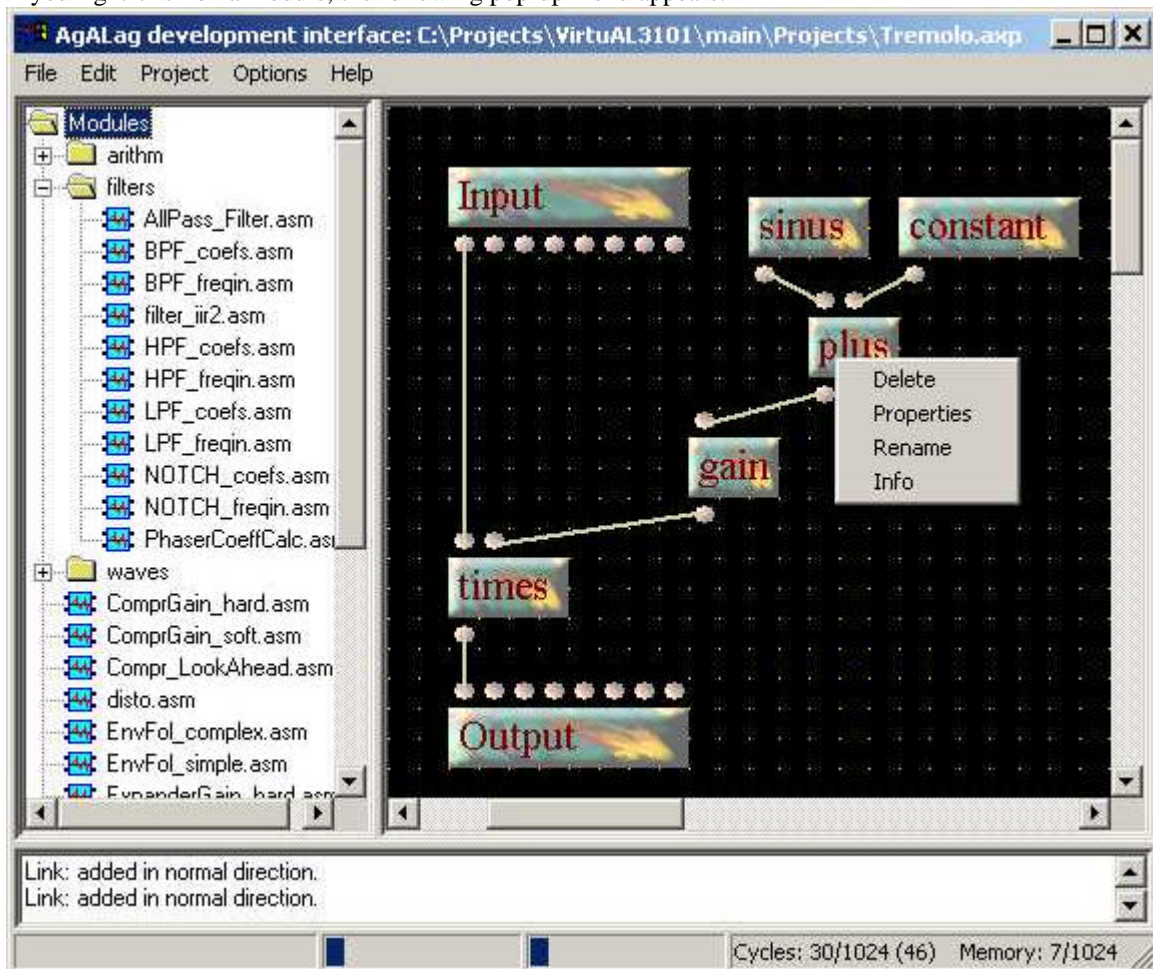 AgALag development interface: C:\Projects\VirtuAL3101\main\Projects\Tremolo.axp
File Edit Project Options Help
Modules
arithm
filters
AllPass_Filter.asm
BPF_coefs.asm
BPF_freqin.asm
filter_iir2.asm
HPF_coefs.asm
HPF_freqin.asm
LPF_coefs.asm
LPF_freqin.asm
NOTCH_coefs.asm
NOTCH_freqin.asm
PhaserCoeffCalc.asm
waves
ComprGain_hard.asm
ComprGain_soft.asm
Compr_LookAhead.asm
disto.asm
EnvFol_complex.asm
EnvFol_simple.asm
ExpanderGain_hard.asm
Input
sinus
constant
plus
Delete
Properties
Rename
Info
gain
times
Output
Link: added in normal direction.
Link: added in normal direction.
Cycles: 30/1024 (46) Memory: 7/1024